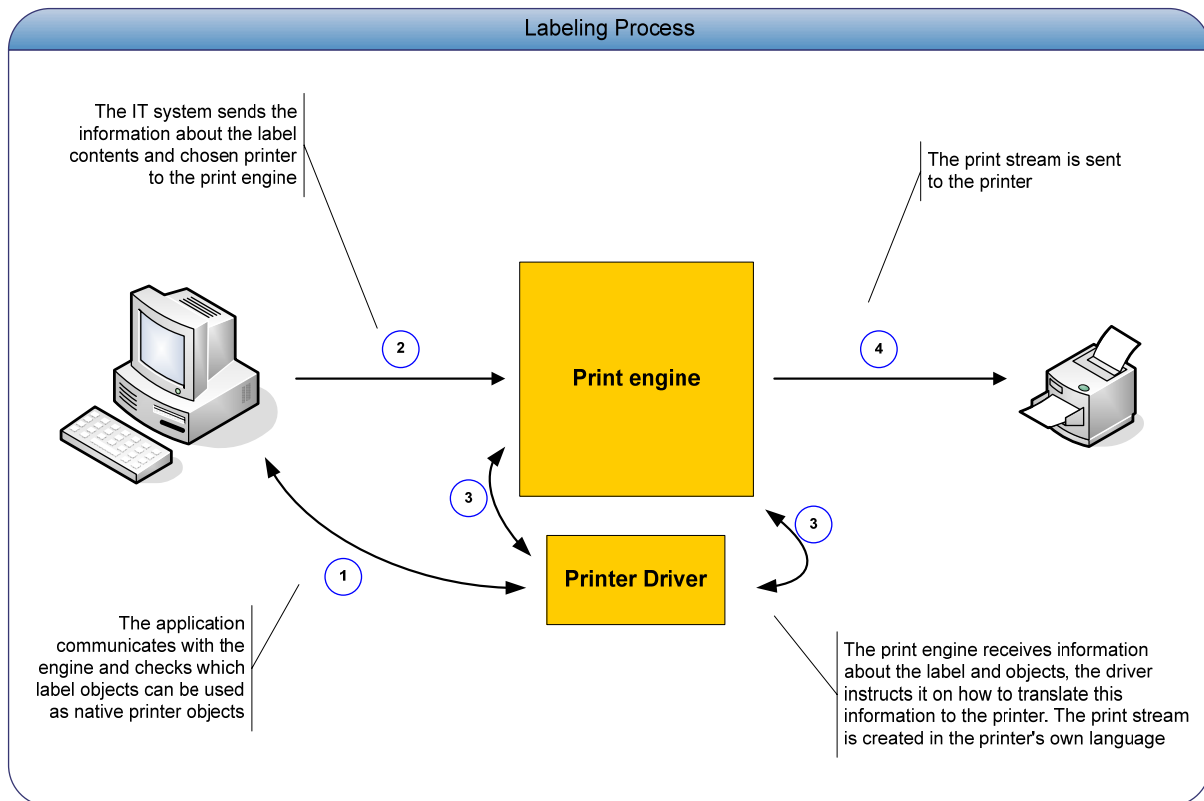 Labeling Process
The IT system sends the
information about the label
contents and chosen printer
to the print engine
The print stream is sent
to the printer
2
4
Print engine
3
3
Printer Driver
1
The application
communicates with the
engine and checks which
label objects can be used
as native printer objects
The print engine receives information
about the label and objects, the driver
instructs it on how to translate this
information to the printer. The print stream
is created in the printer's own language